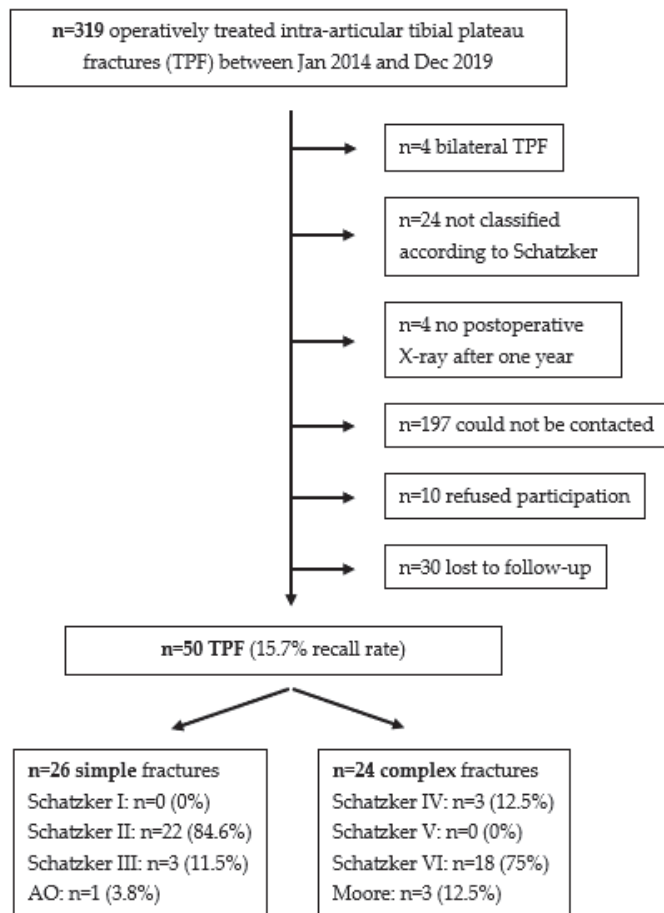 n=319 operatively treated intra-articular tibial plateau
fractures (TPF) between Jan 2014 and Dec 2019
n=4 bilateral TPF
n=24 not classified
according to Schatzker
n=4 no postoperative
X-ray after one year
n=197 could not be contacted
n=10 refused participation
n=30 lost to follow-up
n=50 TPF (15.7% recall rate)
n=26 simple fractures
Schatzker I: n=0 (0%)
Schatzker II: n=22 (84.6%)
Schatzker III: n=3 (11.5%)
AO: n=1 (3.8%)
n=24 complex fractures
Schatzker IV: n=3 (12.5%)
Schatzker V: n=0 (0%)
Schatzker VI: n=18 (75%)
Moore: n=3 (12.5%)